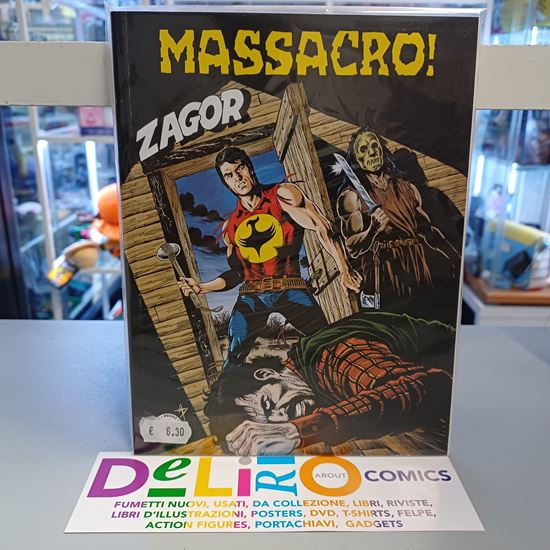 MASSACRO!
ZAGOR
€ 6,30
DELIRIO ABOUT COMICS
FUMETTI NUOVI, USATI, DA COLLEZIONE, LIBRI, RIVISTE,
LIBRI D'ILLUSTRAZIONI, POSTERS, DVD, T-SHIRTS, FELPE,
ACTION FIGURES, PORTACHIAVI, GADGETS